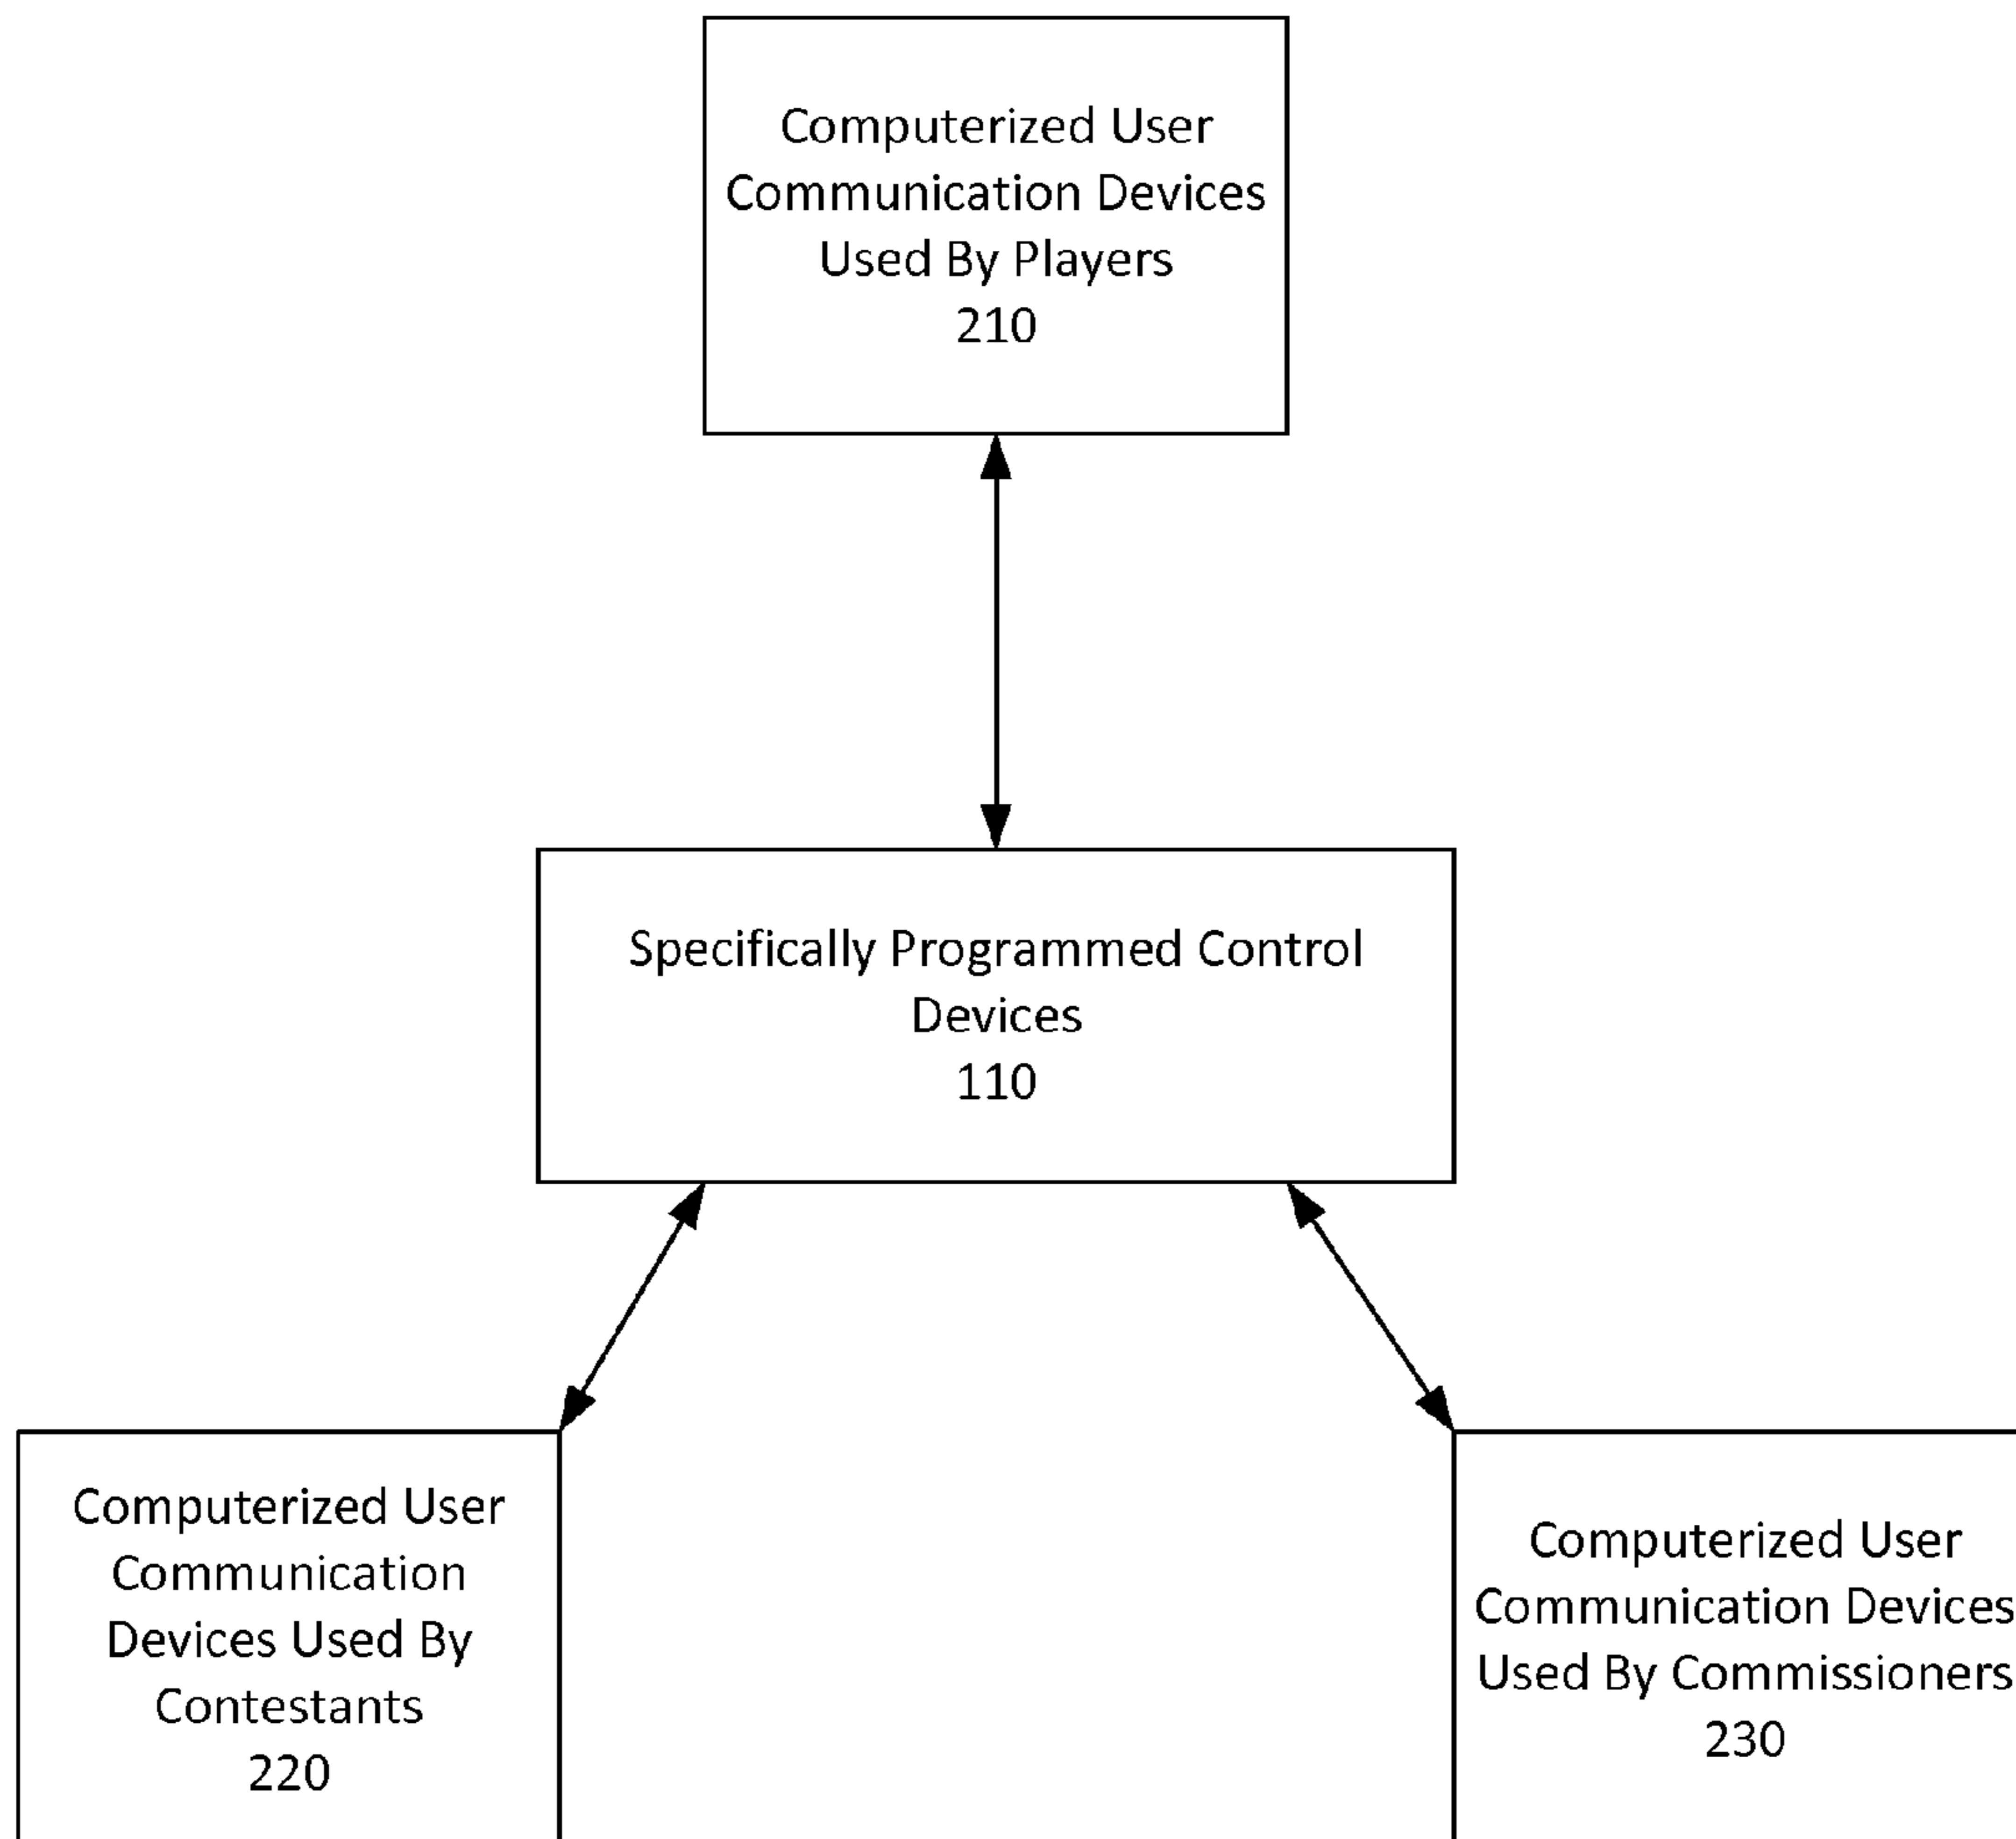 Computerized User
Communication Devices
Used By Players
210
Specifically Programmed Control
Devices
110
Computerized User
Communication
Devices Used By
Contestants
220
Computerized User
Communication Devices
Used By Commissioners
230